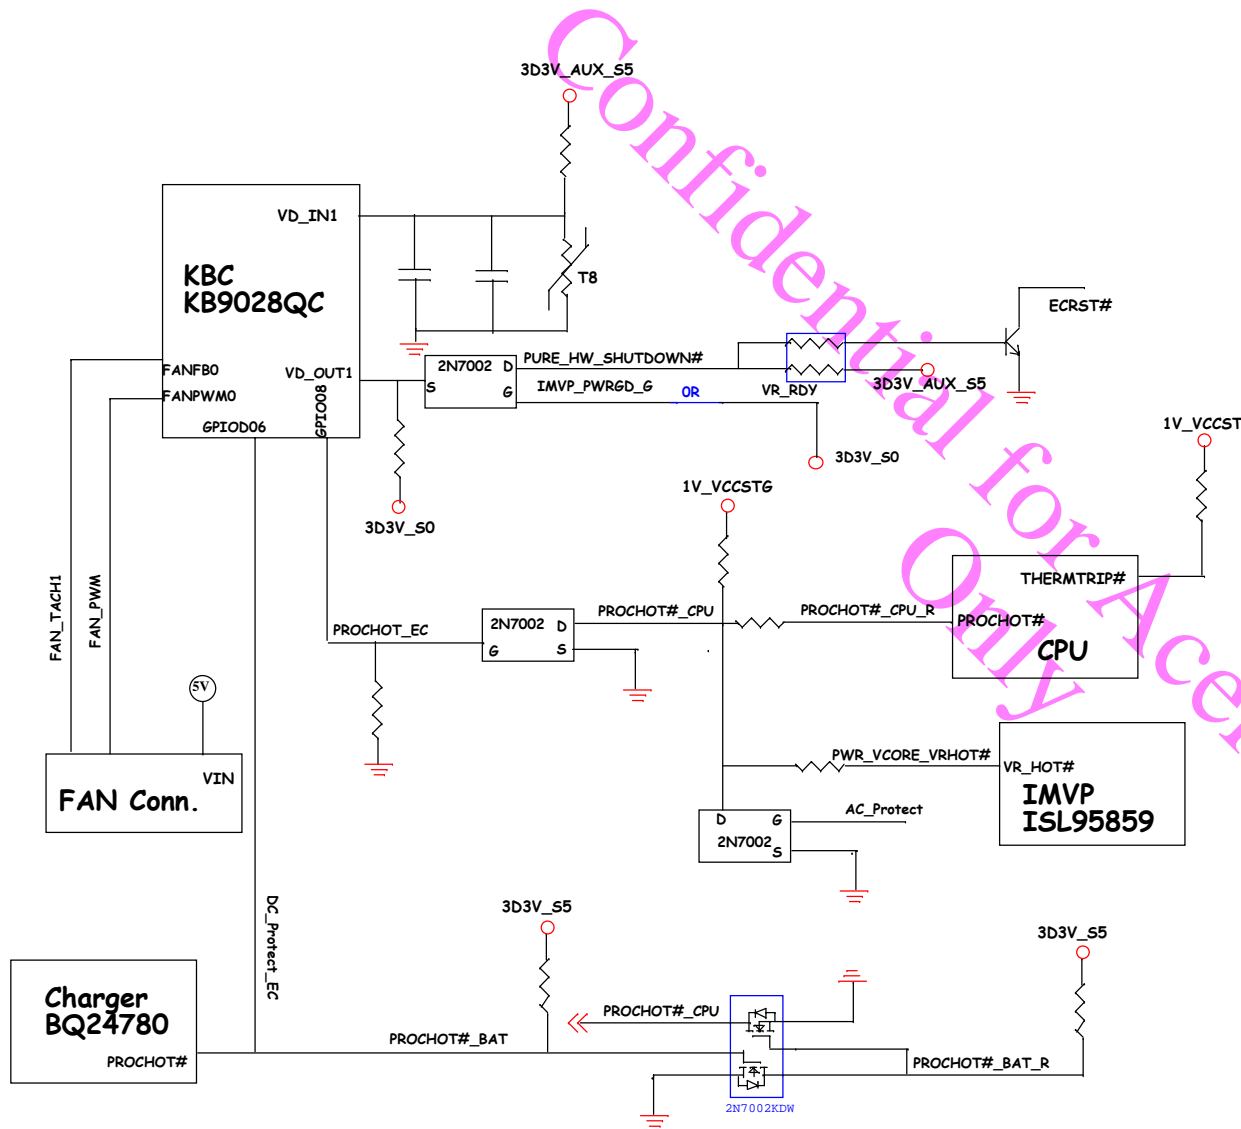 3D3V_AUX_S5
VD_IN1
KBC
KB9028QC
T8
ECRST#
PURE_HW_SHUTDOWN#
2N7002 D
S
G
IMVP_PWRGD_G
OR
VR_RDY
3D3V_AUX_S5
FANFB0
FANPWM0
VD_OUT1
GPIOD06
GPIO08
3D3V_S0
3D3V_S0
1V_VCCST
1V_VCCSTG
THERMTRIP#
PROCHOT#
CPU
FAN_TACH1
FAN_PWM
PROCHOT_EC
2N7002 D
G
S
PROCHOT#_CPU
PROCHOT#_CPU_R
5V
VIN
FAN Conn.
PWR_VCORE_VRHOT#
VR_HOT#
IMVP
ISL95859
D
G
2N7002
S
AC_Protect
DC_Protect_EC
3D3V_S5
3D3V_S5
Charger
BQ24780
PROCHOT#
PROCHOT#_BAT
PROCHOT#_CPU
PROCHOT#_BAT_R
2N7002KDW
Confidential for Acer
Only